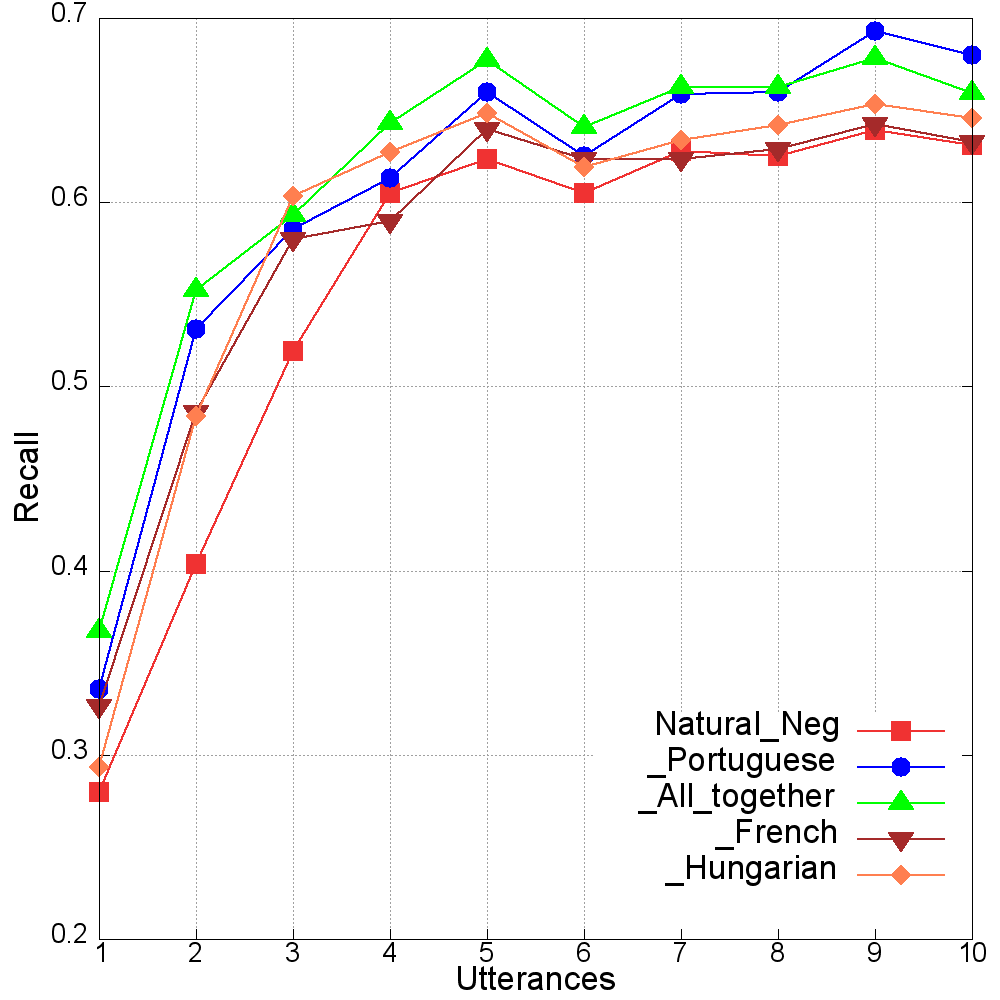 0.7
0.6
0.5
0.4
0.3
0.2
Recall
1 2 3 4 5 6 7 8 9 10
Utterances
Natural_Neg
_Portuguese
_All_together
_French
_Hungarian